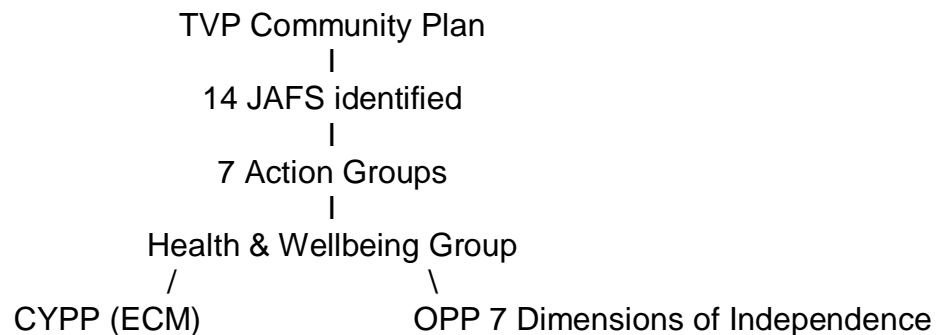 TVP Community Plan
I
14 JAFS identified
I
7 Action Groups
I
Health & Wellbeing Group
/ \
CYPP (ECM) OPP 7 Dimensions of Independence